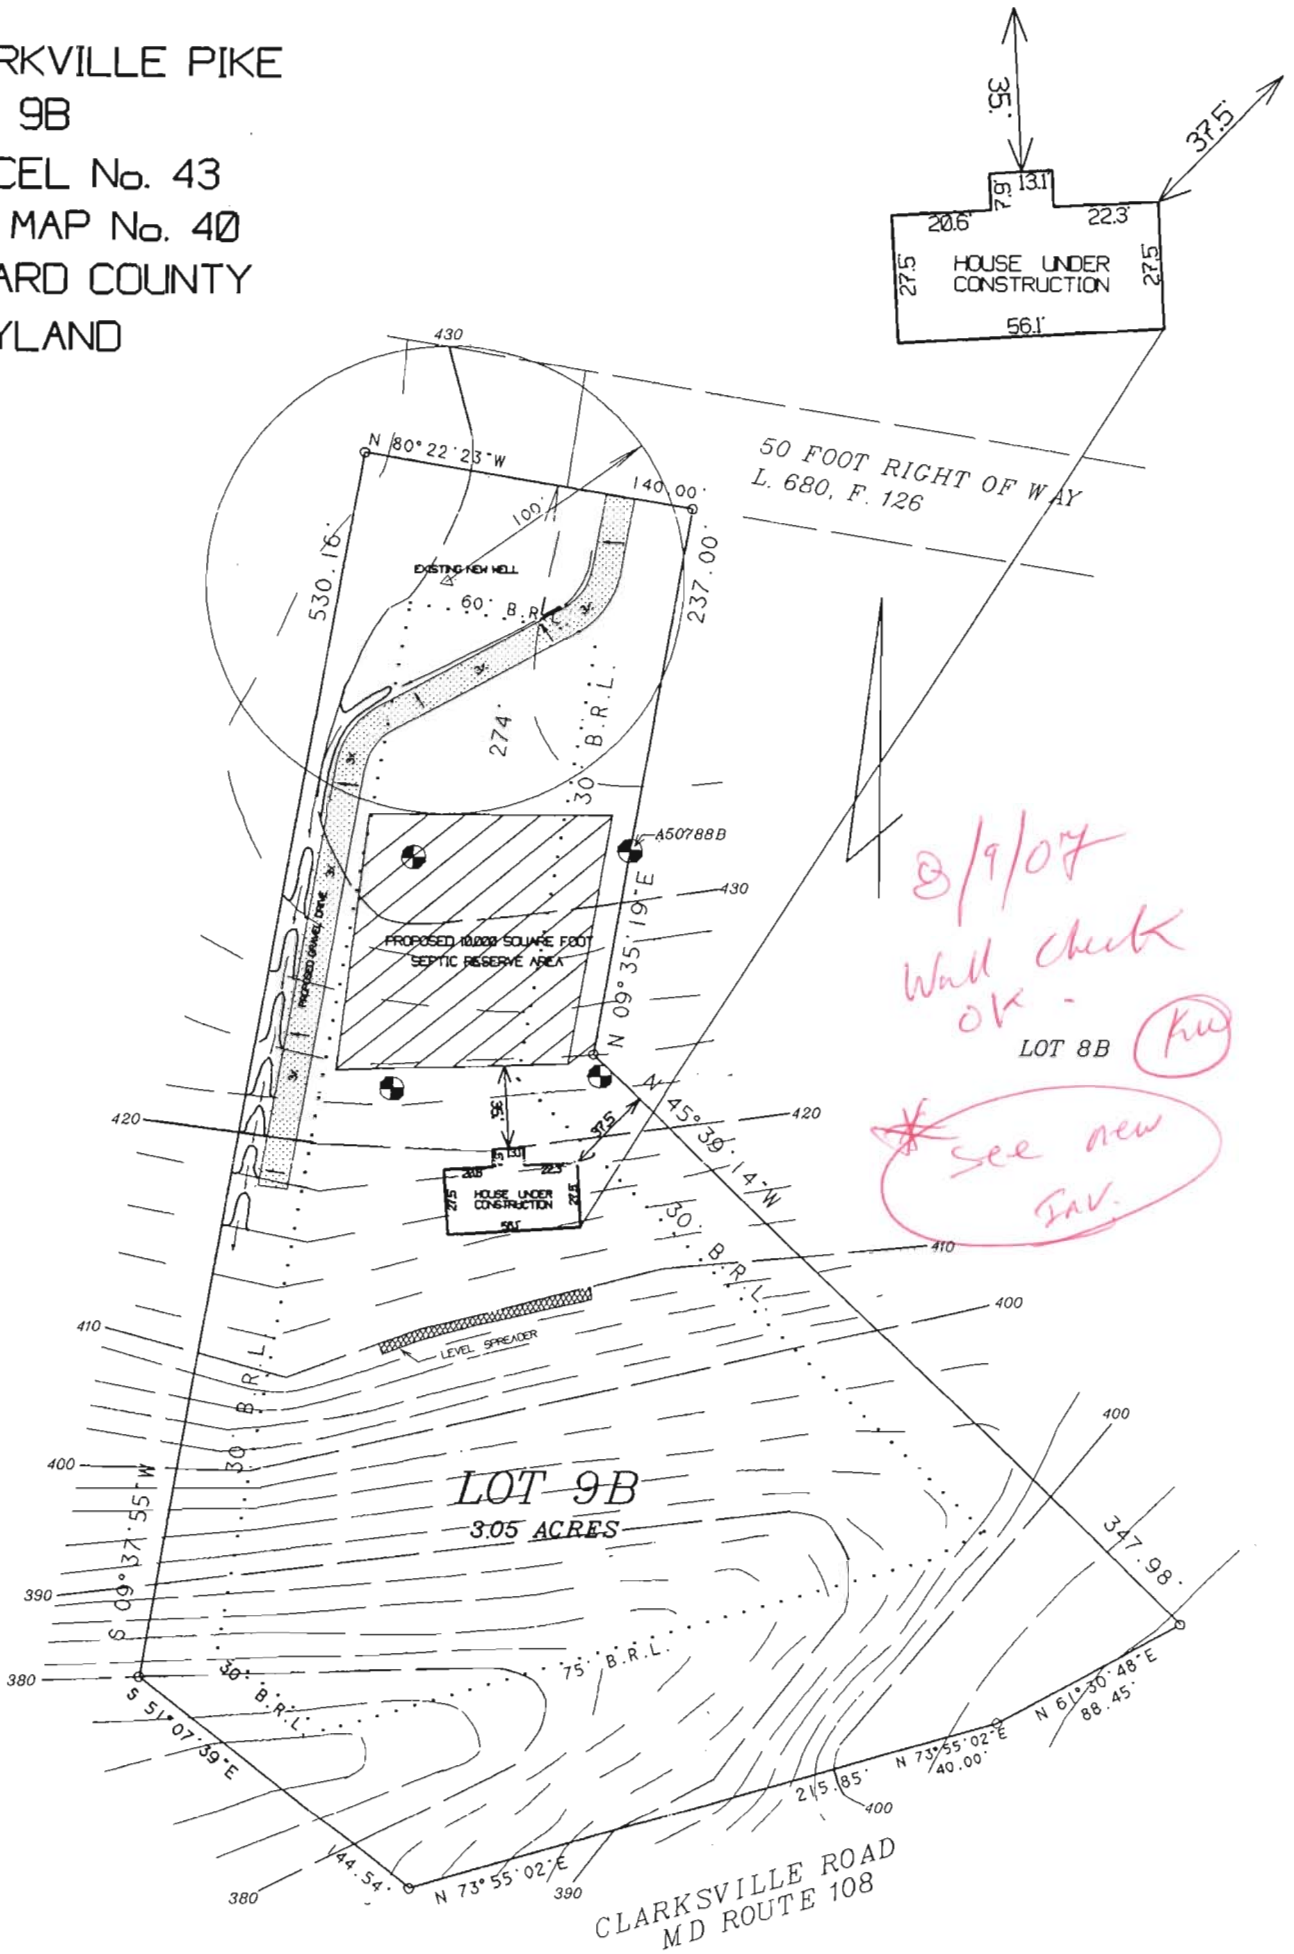 RKVILLE PIKE
9B
CEL No. 43
MAP No. 40
ARD COUNTY
YLAND
35'
37.5'
13.1'
7.9
20.6'
22.3'
27.5
HOUSE UNDER
CONSTRUCTION
27.5
56.1'
430
N 80°22'23"W
140.00'
50 FOOT RIGHT OF WAY
L. 680, F. 126
100'
530.16'
EXISTING NEW WELL
60' B.R.L.
237.00'
274'
30' B.R.L.
A50788B
430
PROPOSED GRAVEL DRIVE
PROPOSED 10,000 SQUARE FOOT
SEPTIC RESERVE AREA
N 09°35'19"E
8/9/07
Wall Check
OK -
LOT 8B
KW
* See new
Inv.
420
35'
37.5'
N 45°39'14"W
420
7.9
13.1
20.6
22.3
27.5
HOUSE UNDER
CONSTRUCTION
27.5
56.1'
30' B.R.L.
410
400
410
LEVEL SPREADER
30' B.R.L.
400
400
LOT 9B
3.05 ACRES
S 09°37'55"W
347.98'
390
380
30' B.R.L.
75' B.R.L.
S 51°07'39"E
144.54'
N 61°30'48"E
88.45'
N 73°55'02"E
40.00'
215.85'
400
N 73°55'02"E
380
390
CLARKSVILLE ROAD
MD ROUTE 108